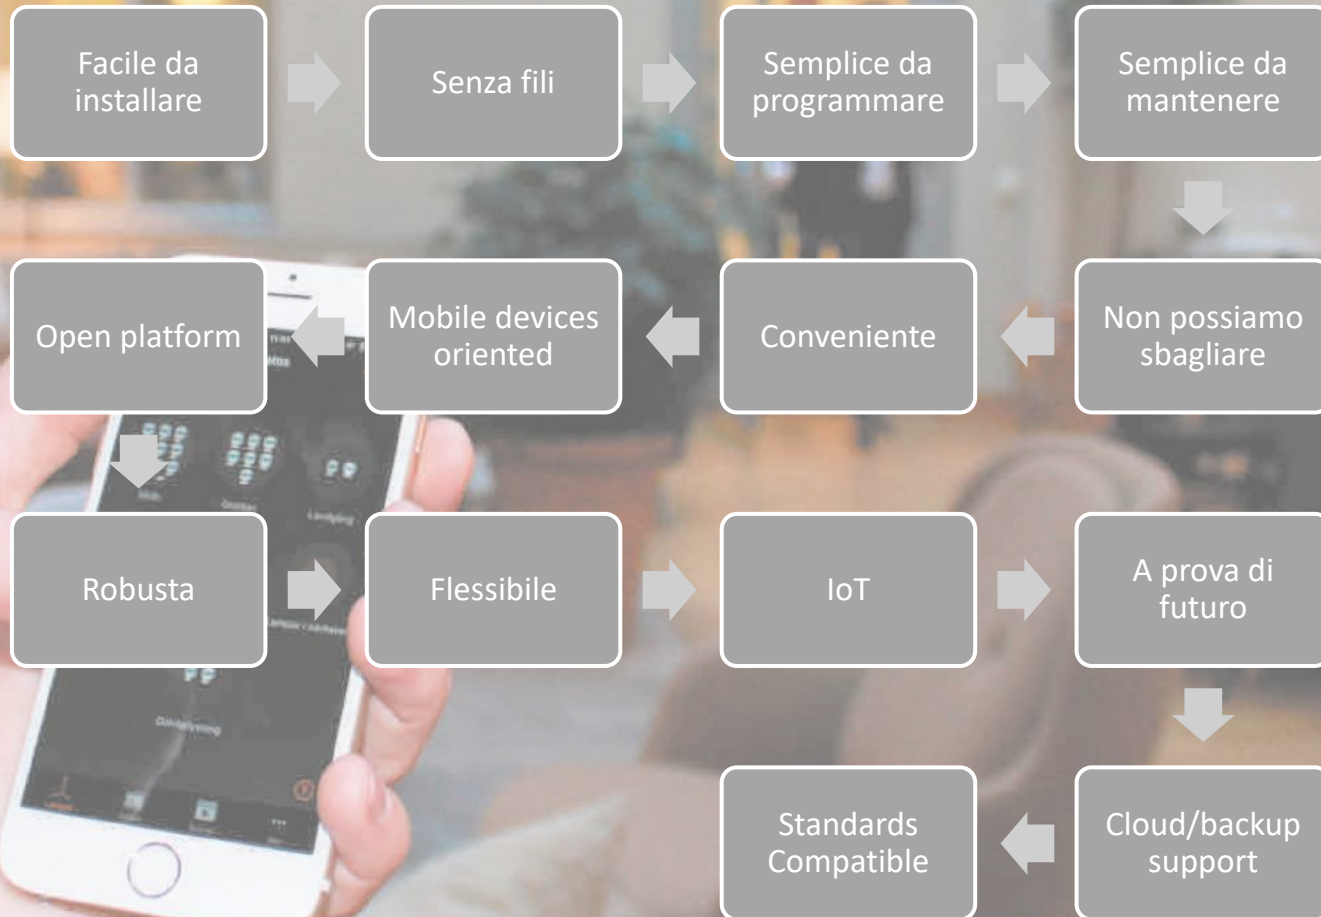 Facile da
installare
Senza fili
Semplice da
programmare
Semplice da
mantenere
Non possiamo
sbagliare
Conveniente
Mobile devices
oriented
Open platform
Robusta
Flessibile
IoT
A prova di
futuro
Cloud/backup
support
Standards
Compatible